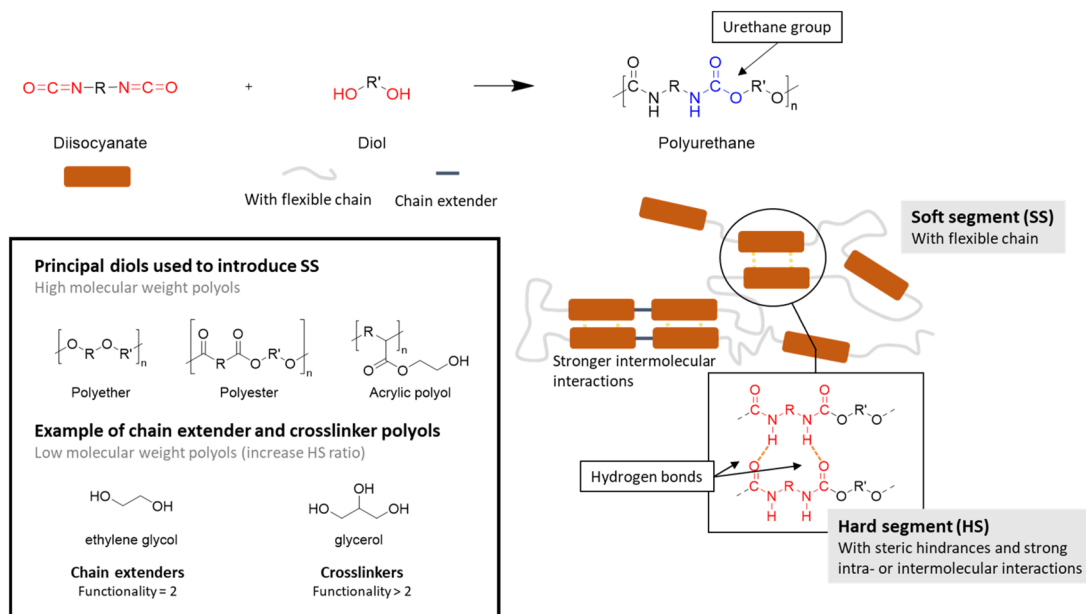 Urethane group
O=C=N-R-N=C=O
+
R'
HO OH
O O
C R C R'
N N O O n
H H
Diisocyanate
Diol
Polyurethane
With flexible chain
Chain extender
Soft segment (SS)
With flexible chain
Principal diols used to introduce SS
High molecular weight polyols
O O
R R' n
Polyether
O O R'
R O O n
Polyester
R
n
O O OH
Acrylic polyol
Example of chain extender and crosslinker polyols
Low molecular weight polyols (increase HS ratio)
HO OH
ethylene glycol
OH
HO OH
glycerol
Chain extenders
Functionality = 2
Crosslinkers
Functionality > 2
Stronger intermolecular
interactions
O O
C R C R'
N N O O
H H
Hydrogen bonds
O O
C R C R'
N N O O
H H
Hard segment (HS)
With steric hindrances and strong
intra- or intermolecular interactions